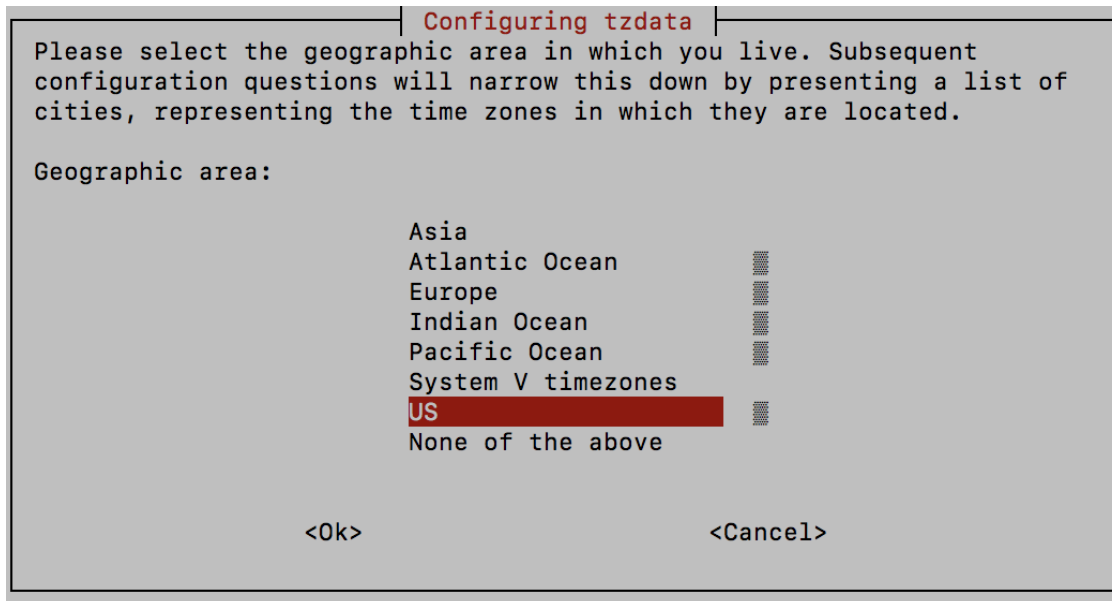 Configuring tzdata
Please select the geographic area in which you live. Subsequent
configuration questions will narrow this down by presenting a list of
cities, representing the time zones in which they are located.
Geographic area:
Asia
Atlantic Ocean
Europe
Indian Ocean
Pacific Ocean
System V timezones
US
None of the above
<Ok> <Cancel>